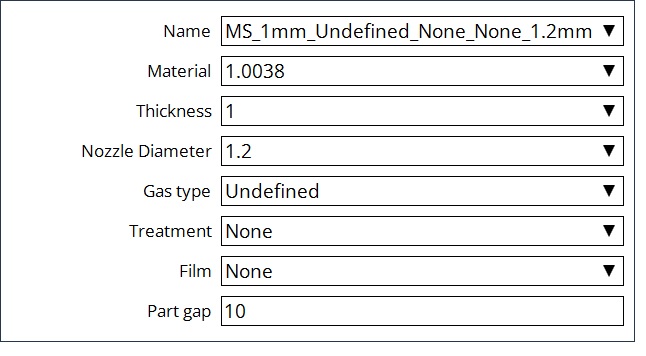 Name MS_1mm_Undefined_None_None_1.2mm
Material 1.0038
Thickness 1
Nozzle Diameter 1.2
Gas type Undefined
Treatment None
Film None
Part gap 10